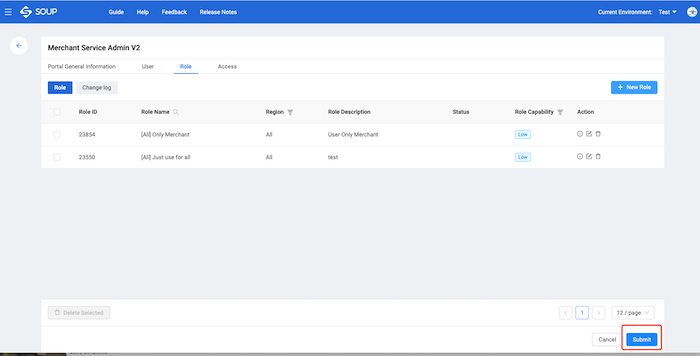 SOUP Guide Help Feedback Release Notes Current Environment: Test
Merchant Service Admin V2
Portal General Information User Role Access
Role Change log + New Role
Role ID Role Name Region Role Description Status Role Capability Action
23854 [All] Only Merchant All User Only Merchant Low
23550 [All] Just use for all All test Low
Delete Selected 1 12 / page
Cancel Submit